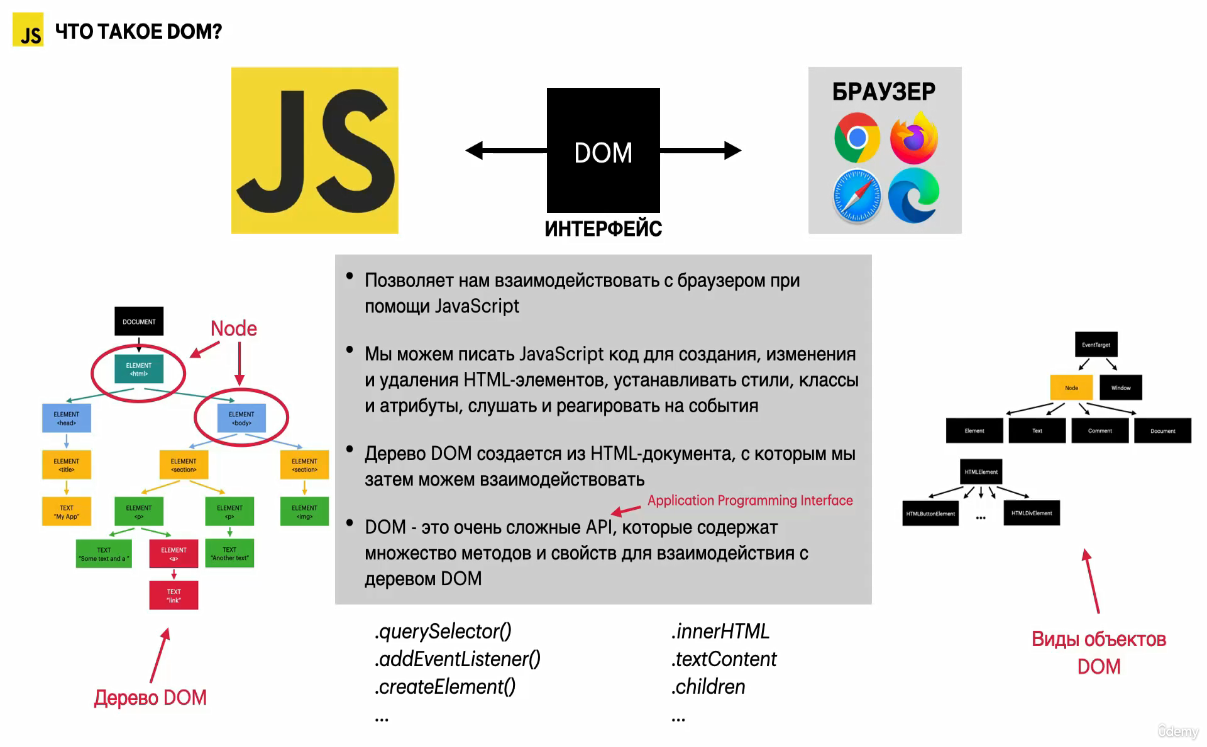 JS
ЧТО ТАКОЕ DOM?
JS
DOM
ИНТЕРФЕЙС
БРАУЗЕР
• Позволяет нам взаимодействовать с браузером при
помощи JavaScript
• Мы можем писать JavaScript код для создания, изменения
и удаления HTML-элементов, устанавливать стили, классы
и атрибуты, слушать и реагировать на события
• Дерево DOM создается из HTML-документа, с которым мы
затем можем взаимодействовать
Application Programming Interface
• DOM - это очень сложные API, которые содержат
множество методов и свойств для взаимодействия с
деревом DOM
.querySelector()
.addEventListener()
.createElement()
...
.innerHTML
.textContent
.children
...
DOCUMENT
Node
ELEMENT
<html>
ELEMENT
<head>
ELEMENT
<body>
ELEMENT
<title>
ELEMENT
<section>
ELEMENT
<section>
TEXT
"My App"
ELEMENT
<p>
ELEMENT
<p>
ELEMENT
<img>
TEXT
"Some text and a "
ELEMENT
<a>
TEXT
"Another text"
TEXT
"link"
Дерево DOM
EventTarget
Node
Window
Element
Text
Comment
Document
HTMLElement
HTMLButtonElement
...
HTMLDivElement
Виды объектов
DOM
ûdemy